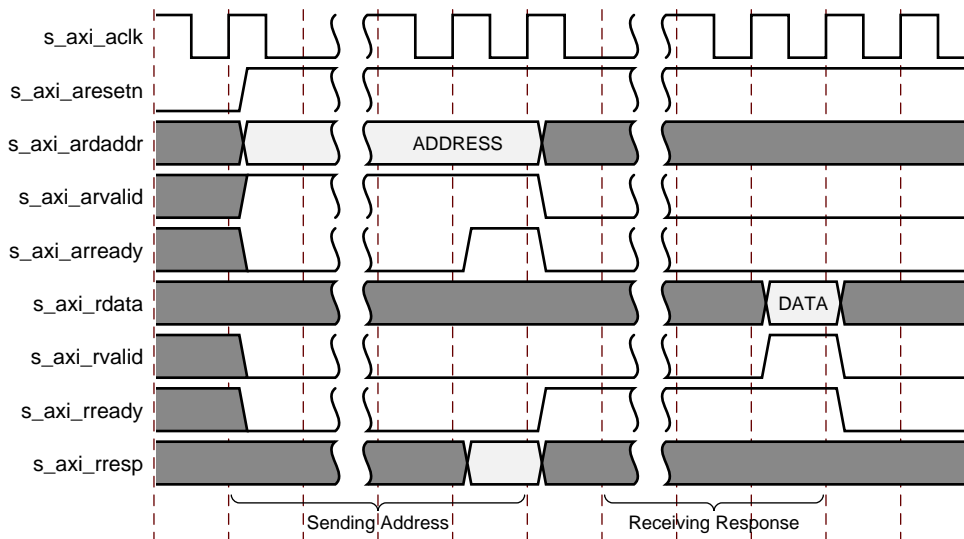 s_axi_aclk
s_axi_aresetn
s_axi_ardaddr
ADDRESS
s_axi_arvalid
s_axi_arready
s_axi_rdata
DATA
s_axi_rvalid
s_axi_rready
s_axi_rresp
Sending Address
Receiving Response